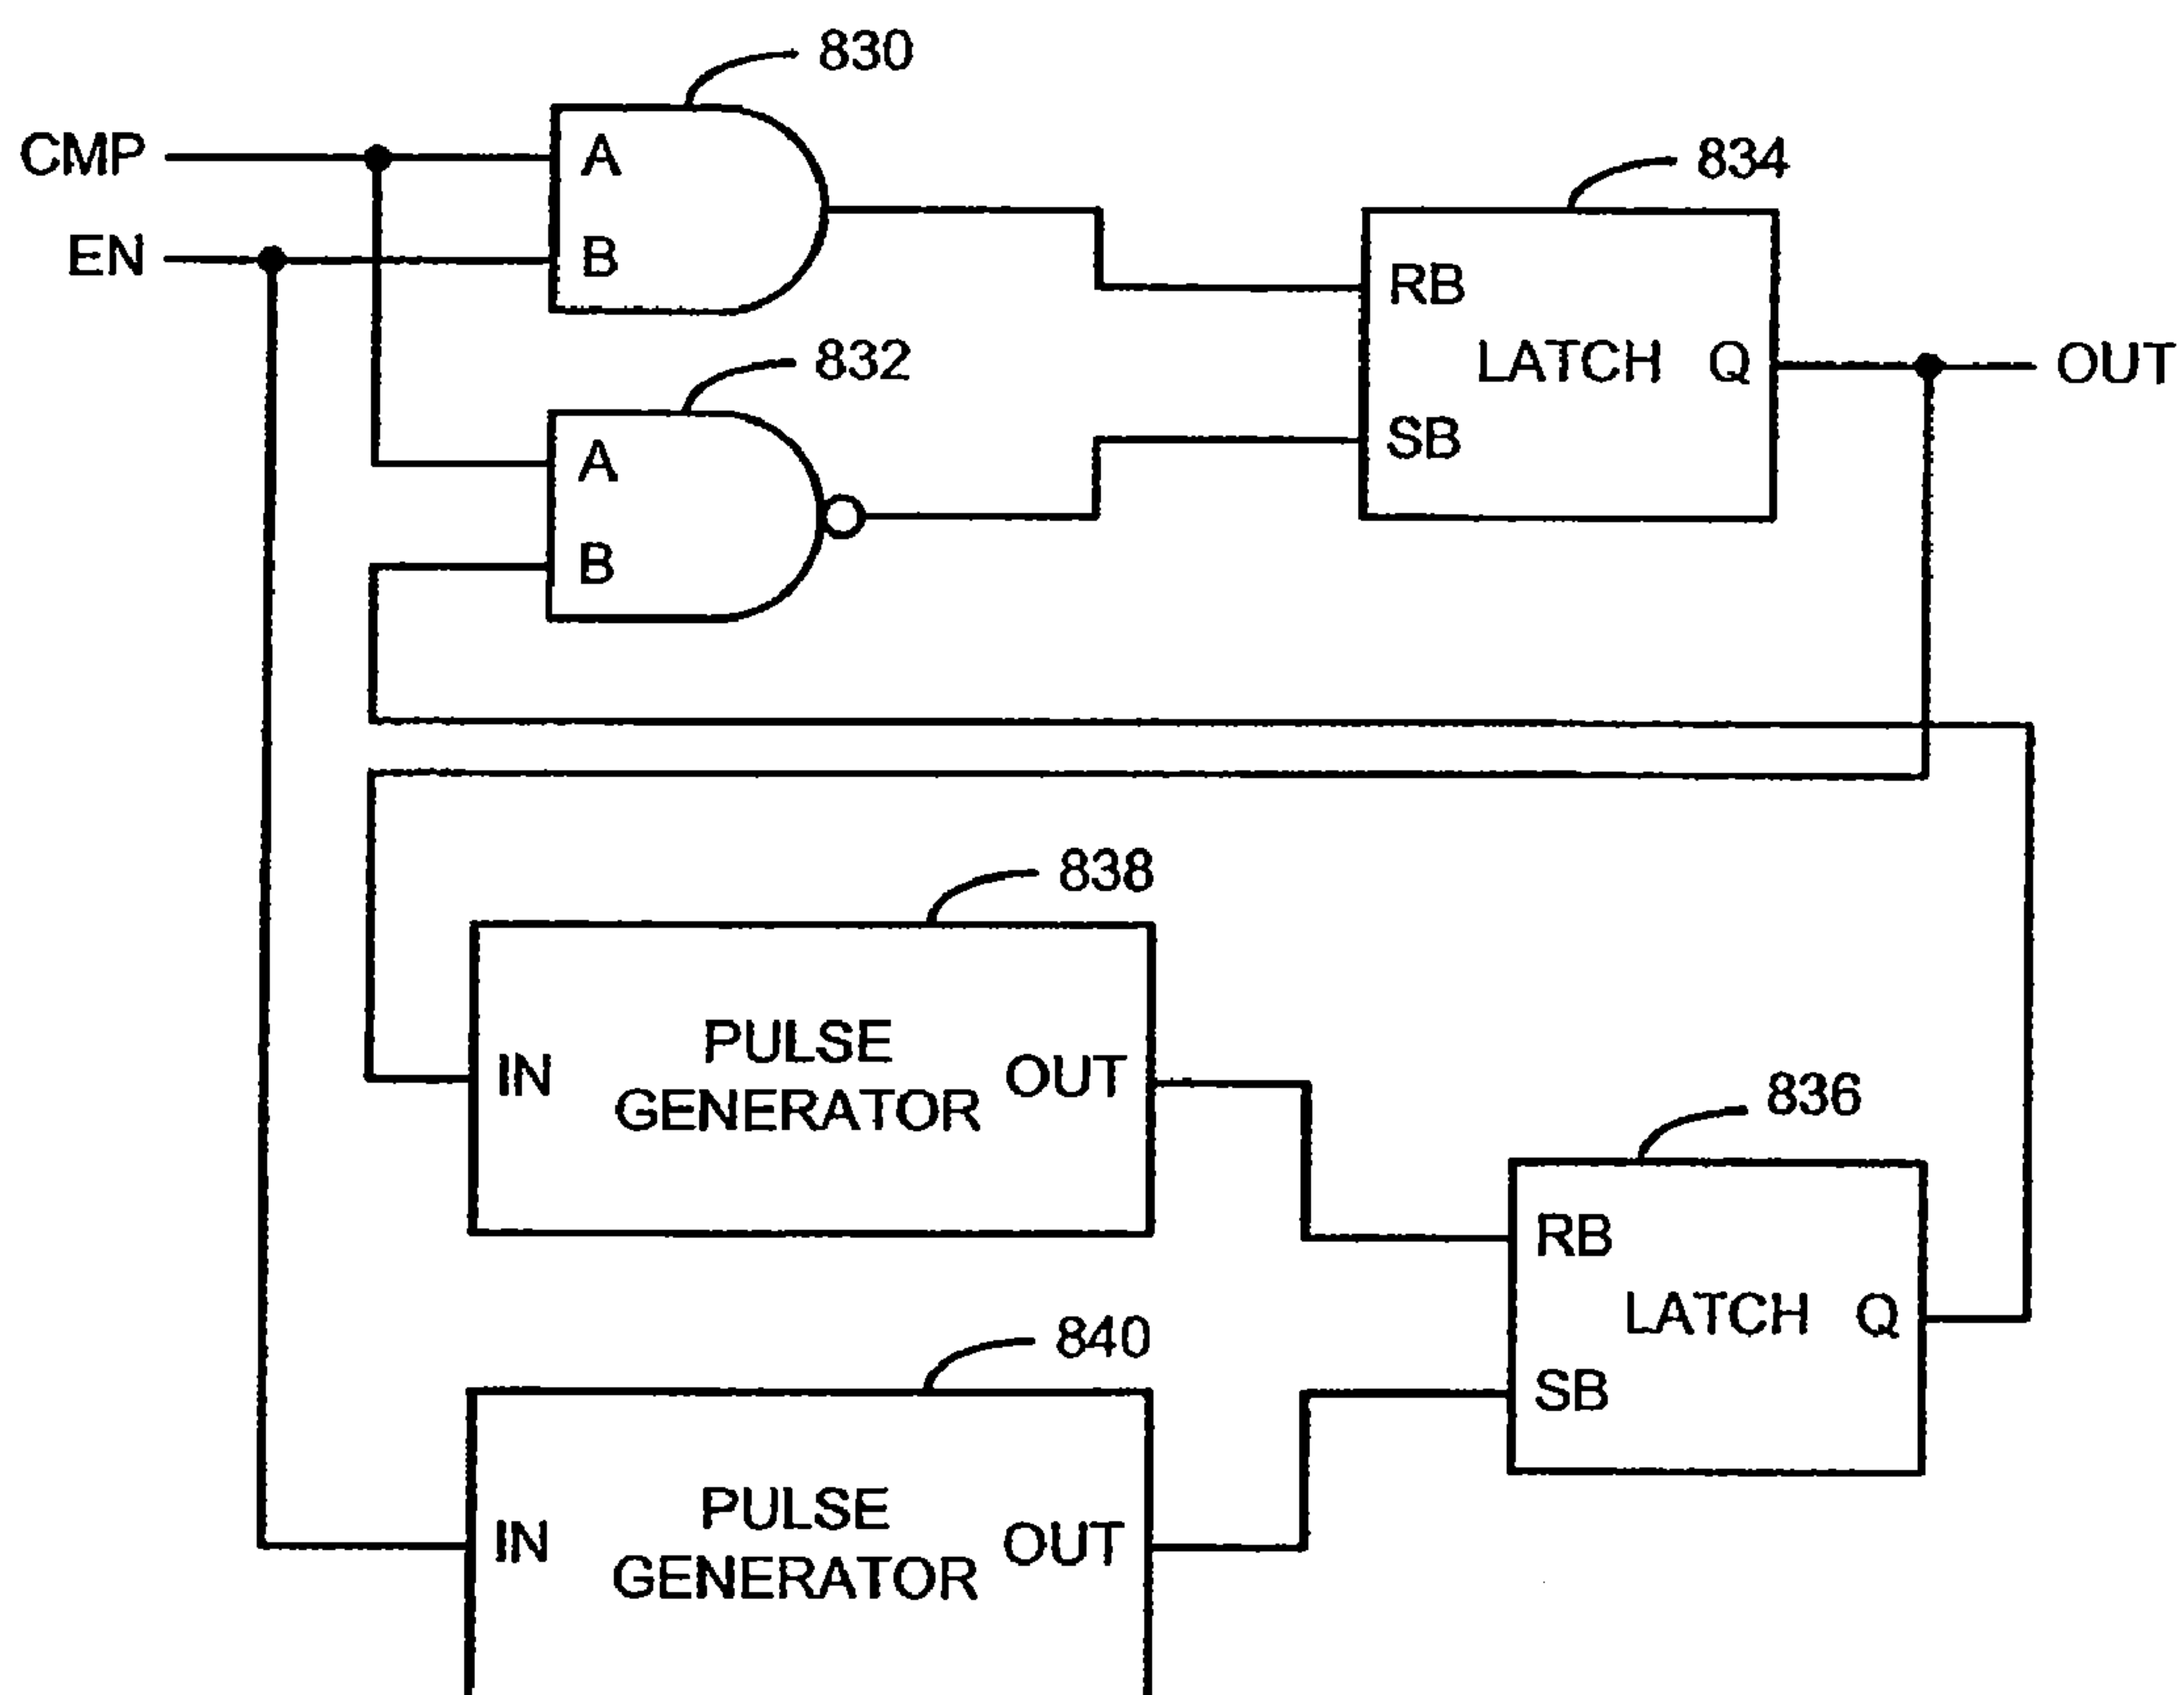 830
CMP
A
834
EN
B
RB
832
LATCH
Q
OUT
A
SB
B
838
PULSE
GENERATOR
IN
OUT
836
RB
LATCH
Q
840
SB
PULSE
GENERATOR
IN
OUT